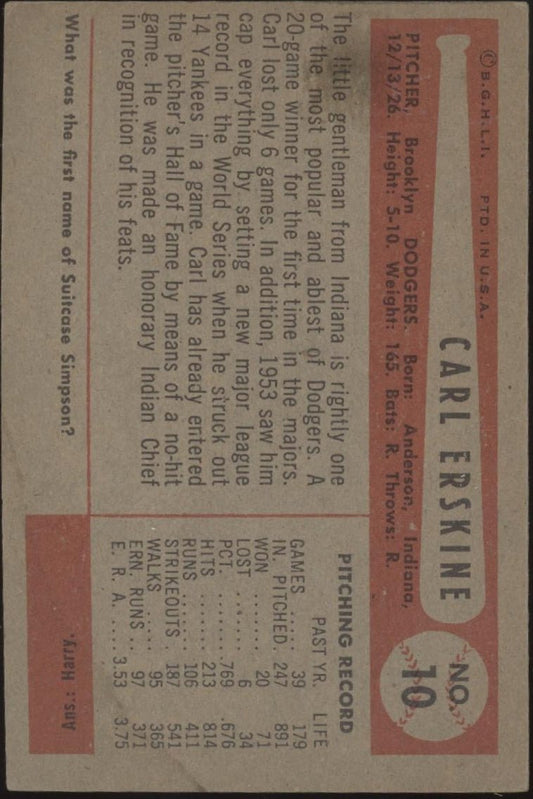 © B.G.H.L.I. PTD. IN U.S.A.
CARL ERSKINE
NO. 10
PITCHER, Brooklyn DODGERS. Born: Anderson, Indiana,
12/13/26. Height: 5-10. Weight: 165. Bats: R. Throws: R.
The little gentleman from Indiana is rightly one
of the most popular and ablest of Dodgers. A
20-game winner for the first time in the majors.
Carl lost only 6 games. In addition, 1953 saw him
cap everything by setting a new major league
record in the World Series when he struck out
14 Yankees in a game. Carl has already entered
the pitcher's Hall of Fame by means of a no-hit
game. He was made an honorary Indian Chief
in recognition of his feats.
PITCHING RECORD
PAST YR. LIFE
GAMES ..... 39 179
IN. PITCHED. 247 891
WON ....... 20 71
LOST ...... 6 34
PCT. ....... .769 .676
HITS ....... 213 814
RUNS ...... 106 411
STRIKEOUTS . 187 541
WALKS ..... 95 365
ERN. RUNS .. 97 371
E. R. A. .... 3.53 3.75
What was the first name of Suitcase Simpson?
Ans.: Harry.